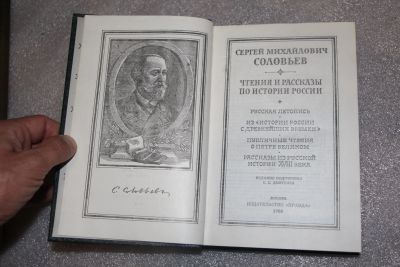 С. Соловьев
СЕРГЕЙ МИХАЙЛОВИЧ
СОЛОВЬЕВ
ЧТЕНИЯ И РАССКАЗЫ
ПО ИСТОРИИ РОССИИ
РУССКАЯ ЛЕТОПИСЬ
ИЗ «ИСТОРИИ РОССИИ
С ДРЕВНЕЙШИХ ВРЕМЕН»
ПУБЛИЧНЫЕ ЧТЕНИЯ
О ПЕТРЕ ВЕЛИКОМ
РАССКАЗЫ ИЗ РУССКОЙ
ИСТОРИИ XVIII ВЕКА
МОСКВА
ИЗДАТЕЛЬСТВО «ПРАВДА»